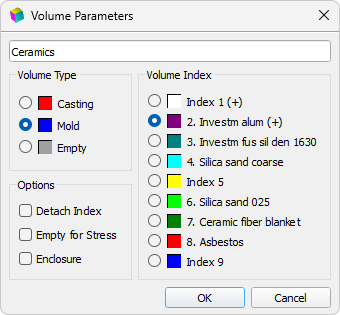 Volume Parameters
Ceramics
Volume Type
Casting
Mold
Empty
Options
Detach Index
Empty for Stress
Enclosure
Volume Index
Index 1 (+)
2. Investm alum (+)
3. Investm fus sil den 1630
4. Silica sand coarse
Index 5
6. Silica sand 025
7. Ceramic fiber blanket
8. Asbestos
Index 9
OK
Cancel